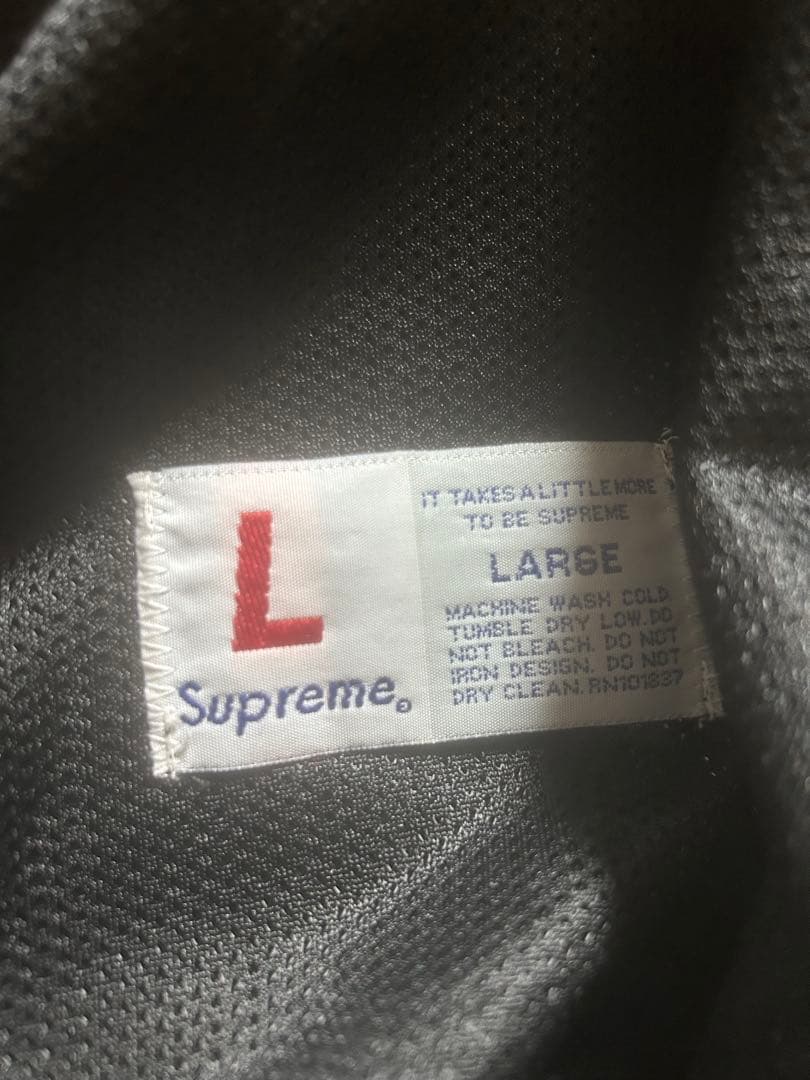 L
Supreme®
IT TAKES A LITTLE MORE
TO BE SUPREME
LARGE
MACHINE WASH COLD.
TUMBLE DRY LOW. DO
NOT BLEACH. DO NOT
IRON DESIGN. DO NOT
DRY CLEAN. RN101837